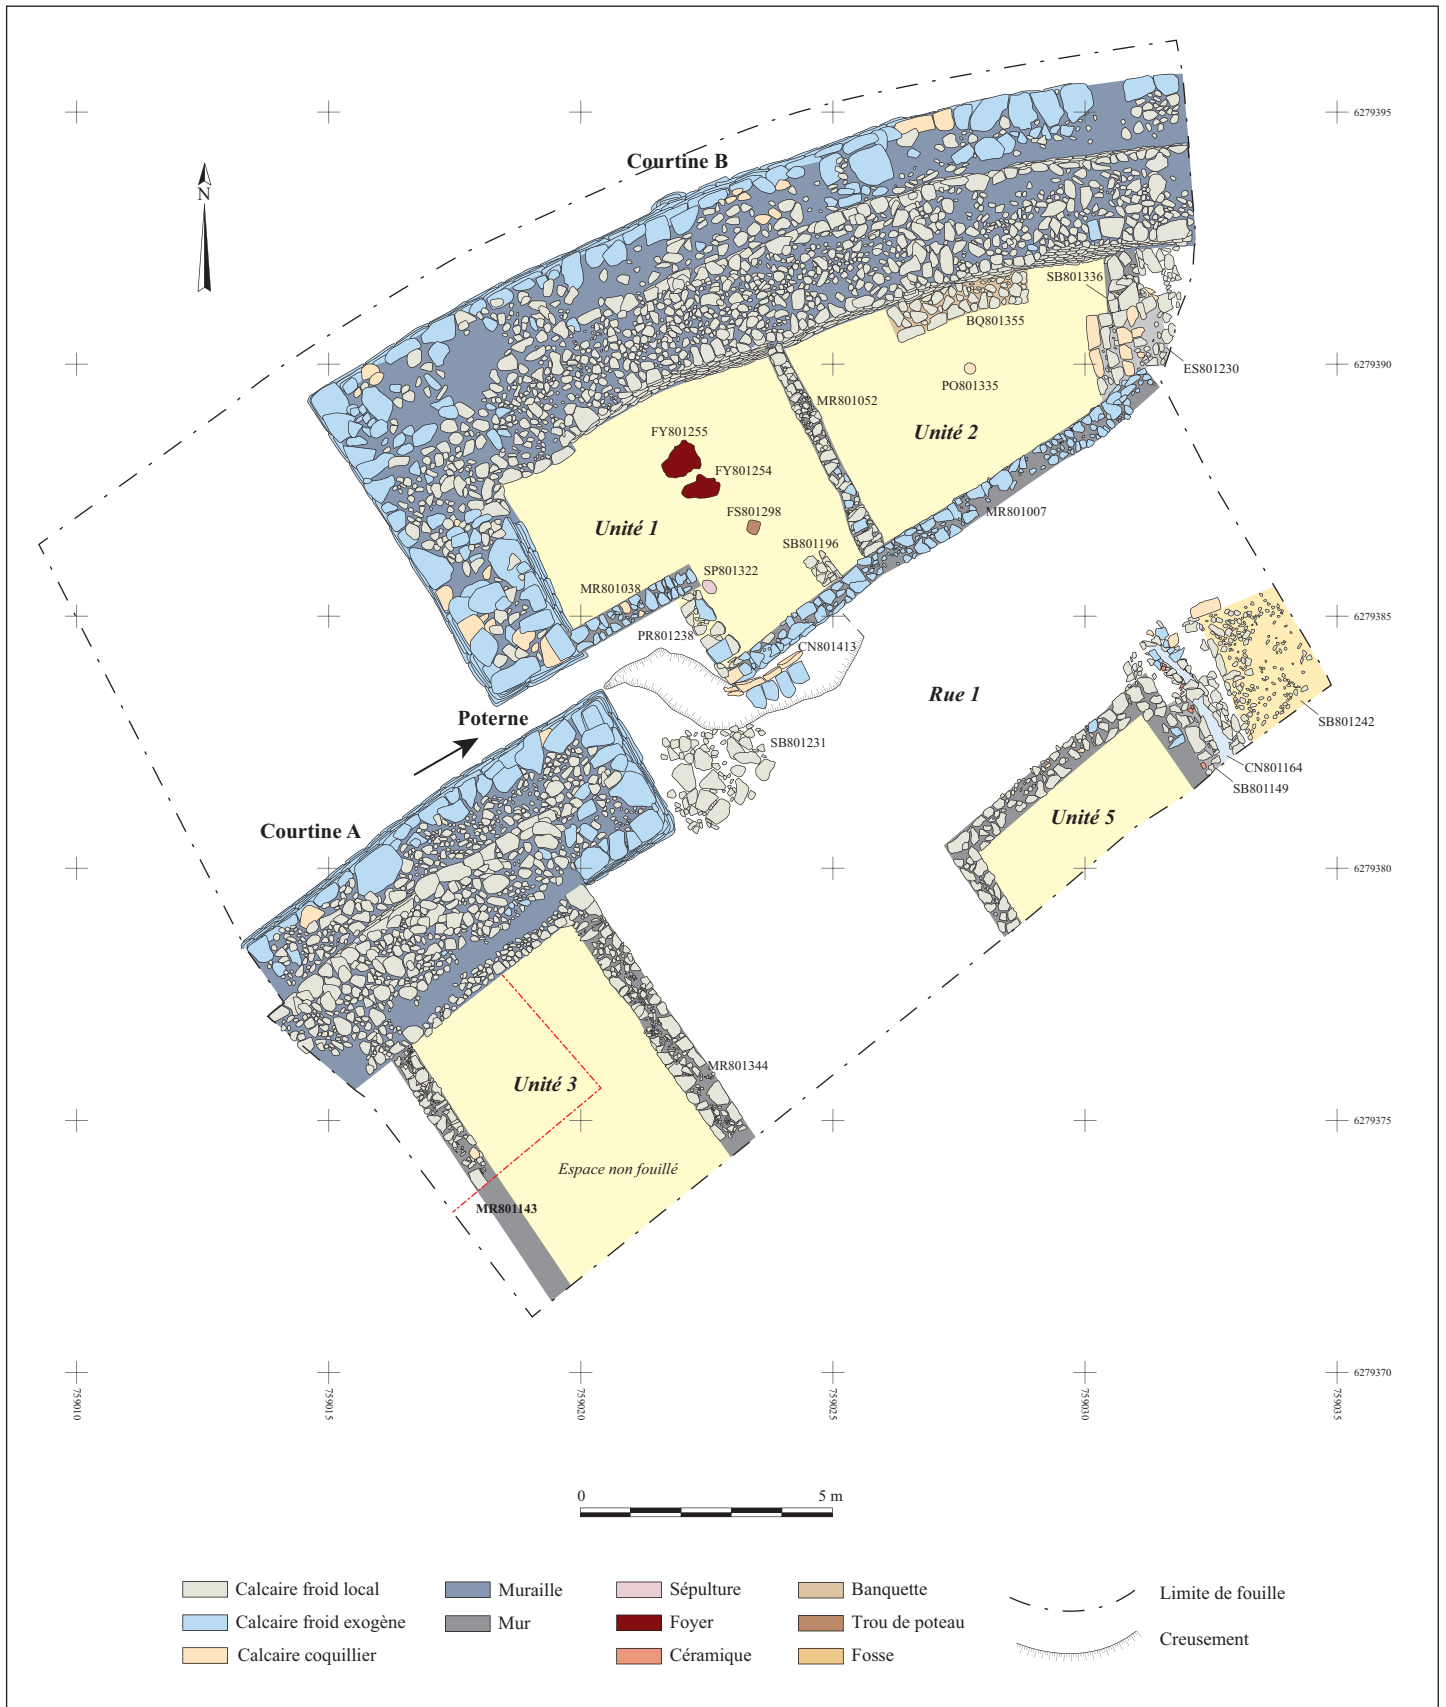 6279395
Courtine B
N
SB801336
BQ801355
ES801230
PO801335
MR801052
6279390
Unité 2
FY801255
FY801254
FS801298
MR801007
Unité 1
SB801196
SP801322
MR801038
6279385
PR801238
CN801413
Rue 1
Poterne
SB801242
SB801231
CN801164
SB801149
Unité 5
Courtine A
6279380
MR801344
Unité 3
6279375
Espace non fouillé
MR801143
6279370
759010
759015
759020
759025
759030
759035
0 5 m
Calcaire froid local
Calcaire froid exogène
Calcaire coquillier
Muraille
Mur
Sépulture
Foyer
Céramique
Banquette
Trou de poteau
Fosse
Limite de fouille
Creusement